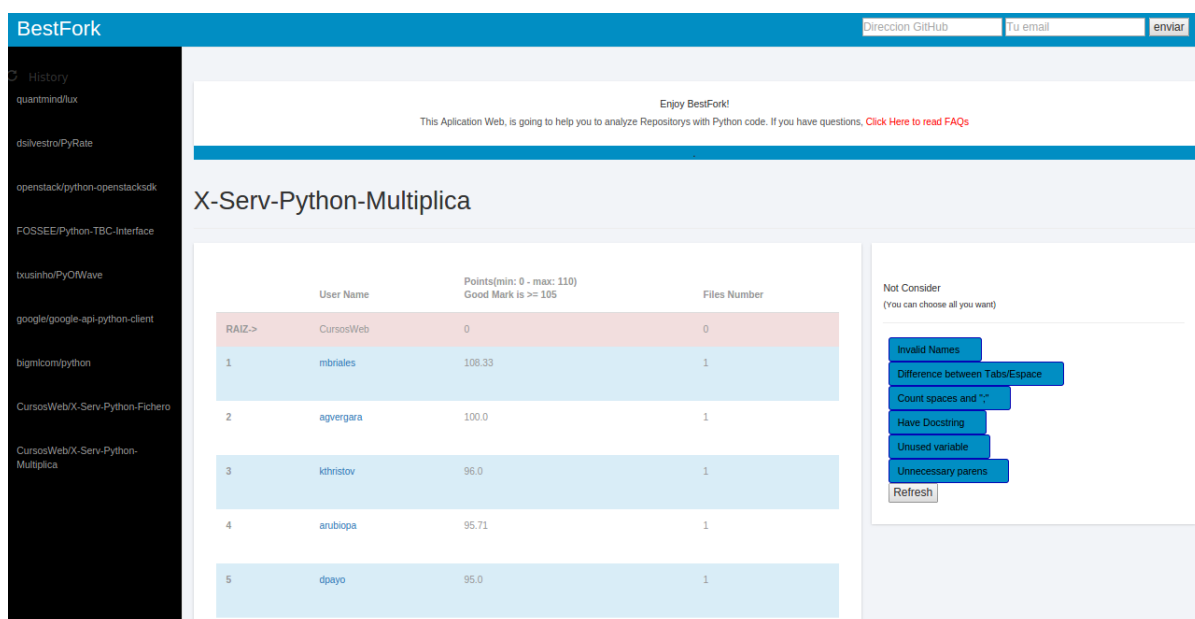 BestFork
Direccion GitHub
Tu email
enviar
History
quantmind/lux
dsilvestro/PyRate
openstack/python-openstacksdk
FOSSEE/Python-TBC-Interface
txusinho/PyOfWave
google/google-api-python-client
bigmlcom/python
CursosWeb/X-Serv-Python-Fichero
CursosWeb/X-Serv-Python-
Multiplica
Enjoy BestFork!
This Aplication Web, is going to help you to analyze Repositorys with Python code. If you have questions, Click Here to read FAQs
.
X-Serv-Python-Multiplica
User Name
Points(min: 0 - max: 110)
Good Mark is >= 105
Files Number
RAIZ-> CursosWeb 0 0
1 mbriales 108.33 1
2 agvergara 100.0 1
3 kthristov 96.0 1
4 arubiopa 95.71 1
5 dpayo 95.0 1
Not Consider
(You can choose all you want)
Invalid Names
Difference between Tabs/Espace
Count spaces and ";"
Have Docstring
Unused variable
Unnecessary parens
Refresh